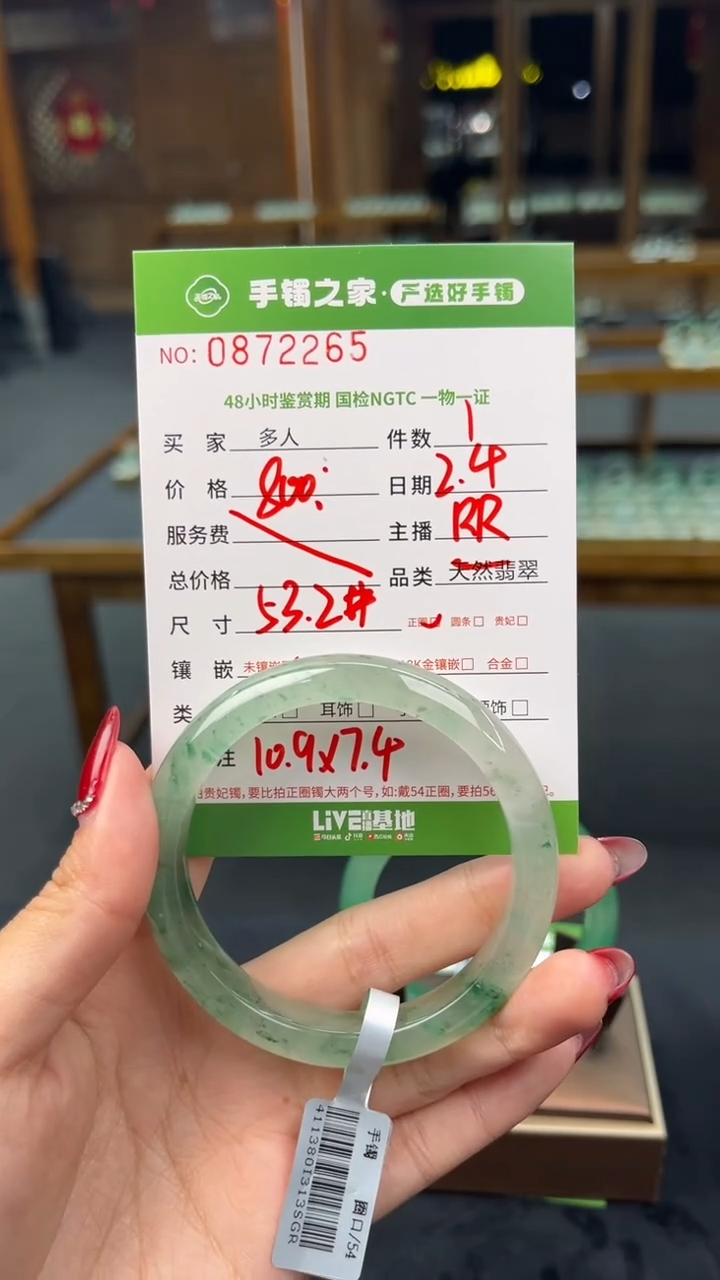 手镯之家·严选好手镯
NO: 0872265
48小时鉴赏期 国检NGTC 一物一证
买 家 多人 件数 1
价 格 800: 日期 2.4
服务费 主播 RR
总价格 品类 天然翡翠
尺 寸 53.2# 正圈 圆条 贵妃
镶 嵌 未镶嵌 K金镶嵌 合金
类 耳饰
注 10.9x7.4
贵妃镯,要比拍正圈镯大两个号,如:戴54正圈,要拍56
LIVE 基地
手镯 圈口/54
4113801313SGR